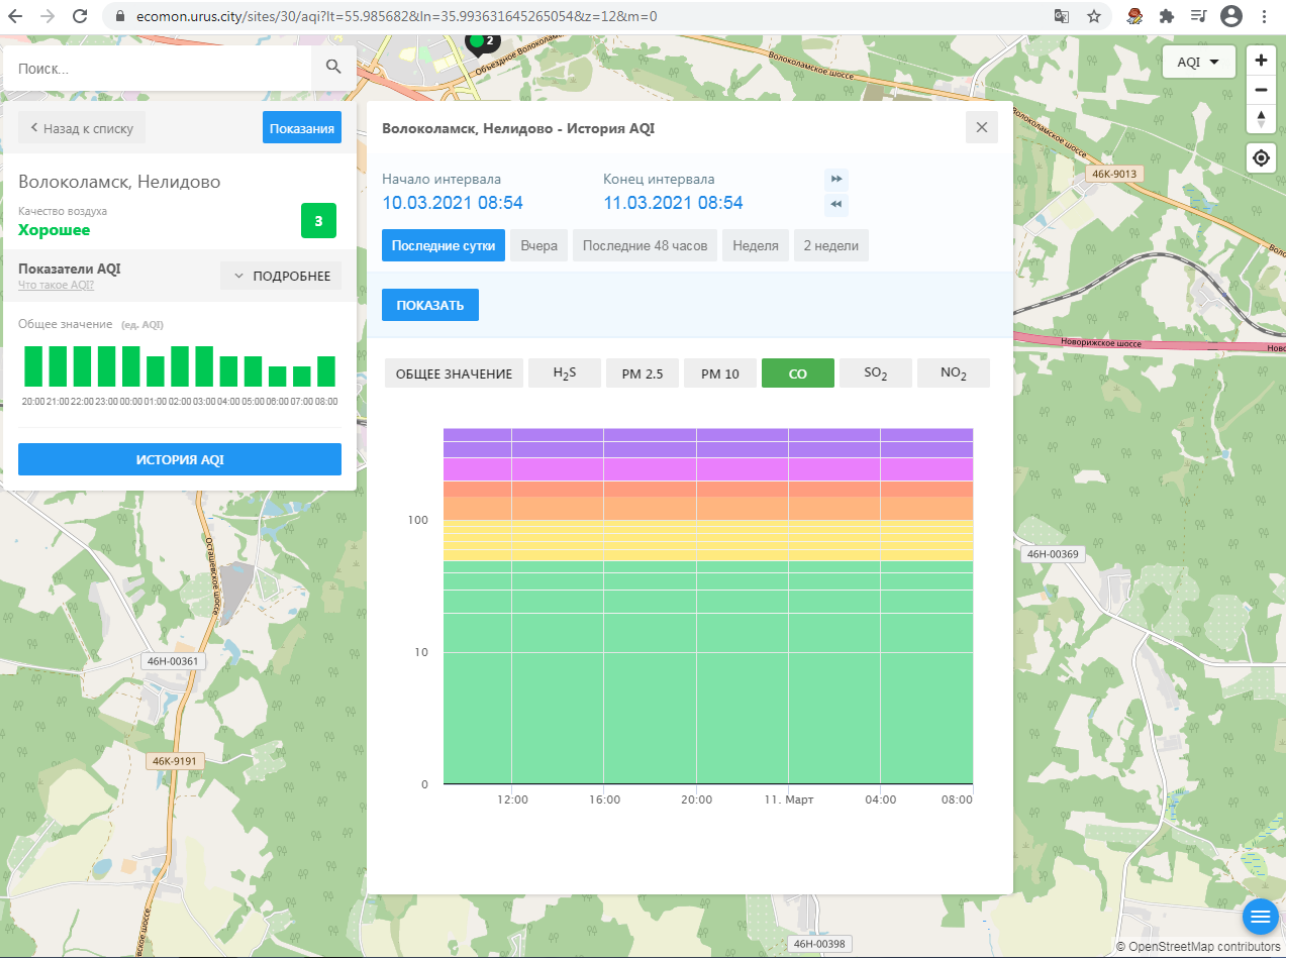 ecomon.urus.city/sites/30/aqi?lt=55.985682&ln=35.993631645265054&z=12&m=0
2
Объездное Волоколам
Волоколамское шоссе
AQI
+
−
Поиск...
Назад к списку
Показания
Волоколамск, Нелидово
Качество воздуха
Хорошее
3
Показатели AQI
Что такое AQI?
ПОДРОБНЕЕ
Общее значение (ед. AQI)
20:00 21:00 22:00 23:00 00:00 01:00 02:00 03:00 04:00 05:00 06:00 07:00 08:00
ИСТОРИЯ AQI
Волоколамск, Нелидово - История AQI
Начало интервала
Конец интервала
10.03.2021 08:54
11.03.2021 08:54
Последние сутки
Вчера
Последние 48 часов
Неделя
2 недели
ПОКАЗАТЬ
ОБЩЕЕ ЗНАЧЕНИЕ
H2S
PM 2.5
PM 10
CO
SO2
NO2
100
10
0
12:00
16:00
20:00
11. Март
04:00
08:00
Волоколамское шоссе
46К-9013
Новорижское шоссе
46Н-00369
Осташёвское шоссе
46Н-00361
46К-9191
46Н-00398
© OpenStreetMap contributors